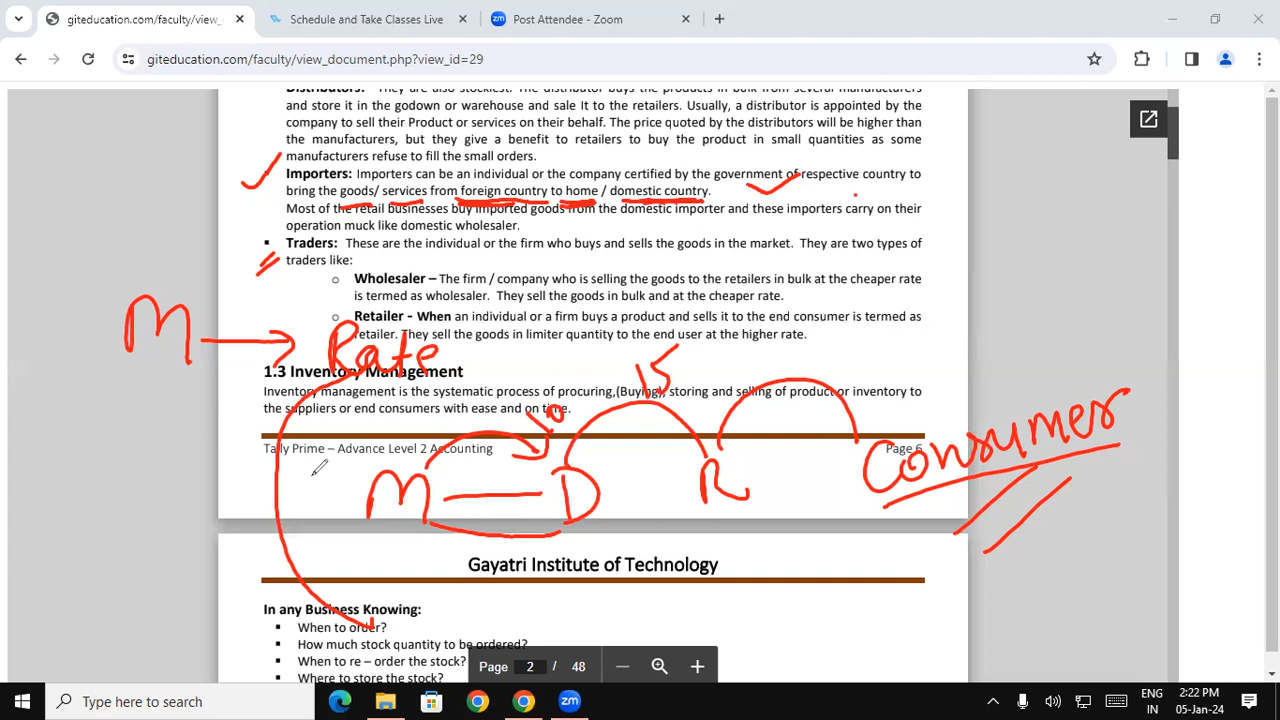 giteducation.com/faculty/view_
Schedule and Take Classes Live
Post Attendee - Zoom
giteducation.com/faculty/view_document.php?view_id=29
Distributors: They are also stockiest. The distributor buys the products in bulk from several manufacturers
and store it in the godown or warehouse and sale It to the retailers. Usually, a distributor is appointed by the
company to sell their Product or services on their behalf. The price quoted by the distributors will be higher than
the manufacturers, but they give a benefit to retailers to buy the product in small quantities as some
manufacturers refuse to fill the small orders.
Importers: Importers can be an individual or the company certified by the government of respective country to
bring the goods/ services from foreign country to home / domestic country.
Most of the retail businesses buy imported goods from the domestic importer and these importers carry on their
operation muck like domestic wholesaler.
Traders: These are the individual or the firm who buys and sells the goods in the market. They are two types of
traders like:
Wholesaler – The firm / company who is selling the goods to the retailers in bulk at the cheaper rate
is termed as wholesaler. They sell the goods in bulk and at the cheaper rate.
Retailer - When an individual or a firm buys a product and sells it to the end consumer is termed as
retailer. They sell the goods in limiter quantity to the end user at the higher rate.
M
Rate
1.3 Inventory Management
Inventory management is the systematic process of procuring,(Buying), storing and selling of product or inventory to
the suppliers or end consumers with ease and on time.
10
15
Tally Prime – Advance Level 2 Accounting
Page 6
M
D
R
Consumer
Gayatri Institute of Technology
In any Business Knowing:
When to order?
How much stock quantity to be ordered?
When to re – order the stock?
Where to store the stock?
Page 2 / 48
Type here to search
ENG
IN
2:22 PM
05-Jan-24